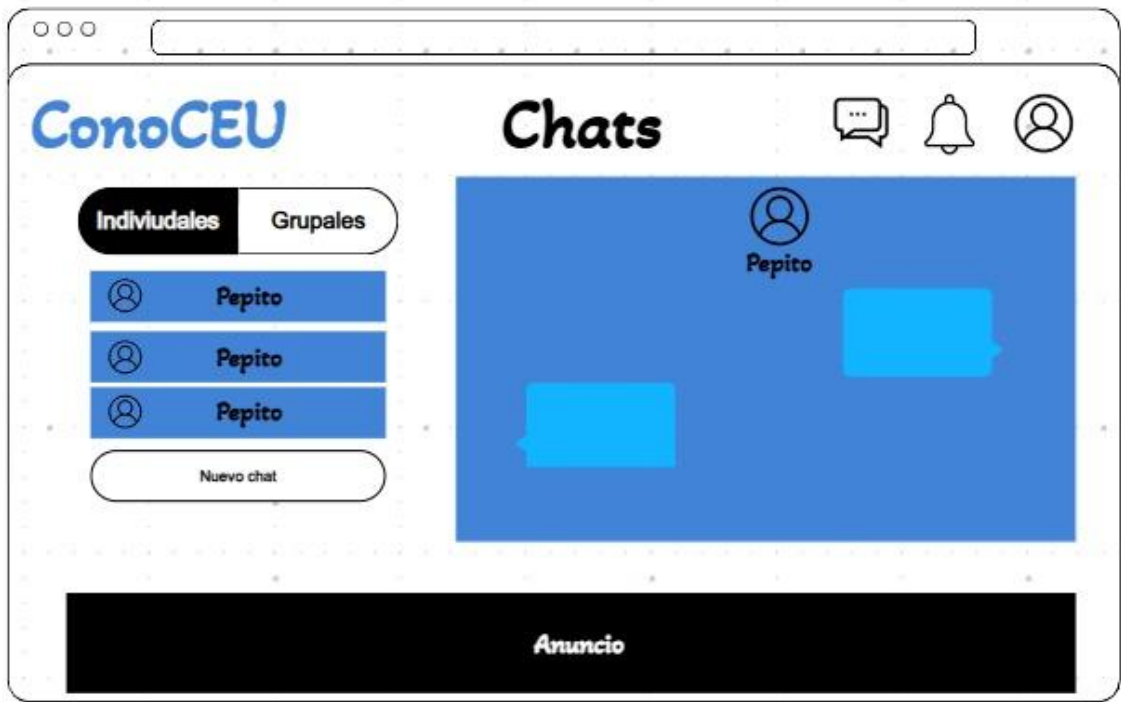 ConoCEU
Chats
Indiviudales
Grupales
Pepito
Pepito
Pepito
Nuevo chat
Pepito
Anuncio